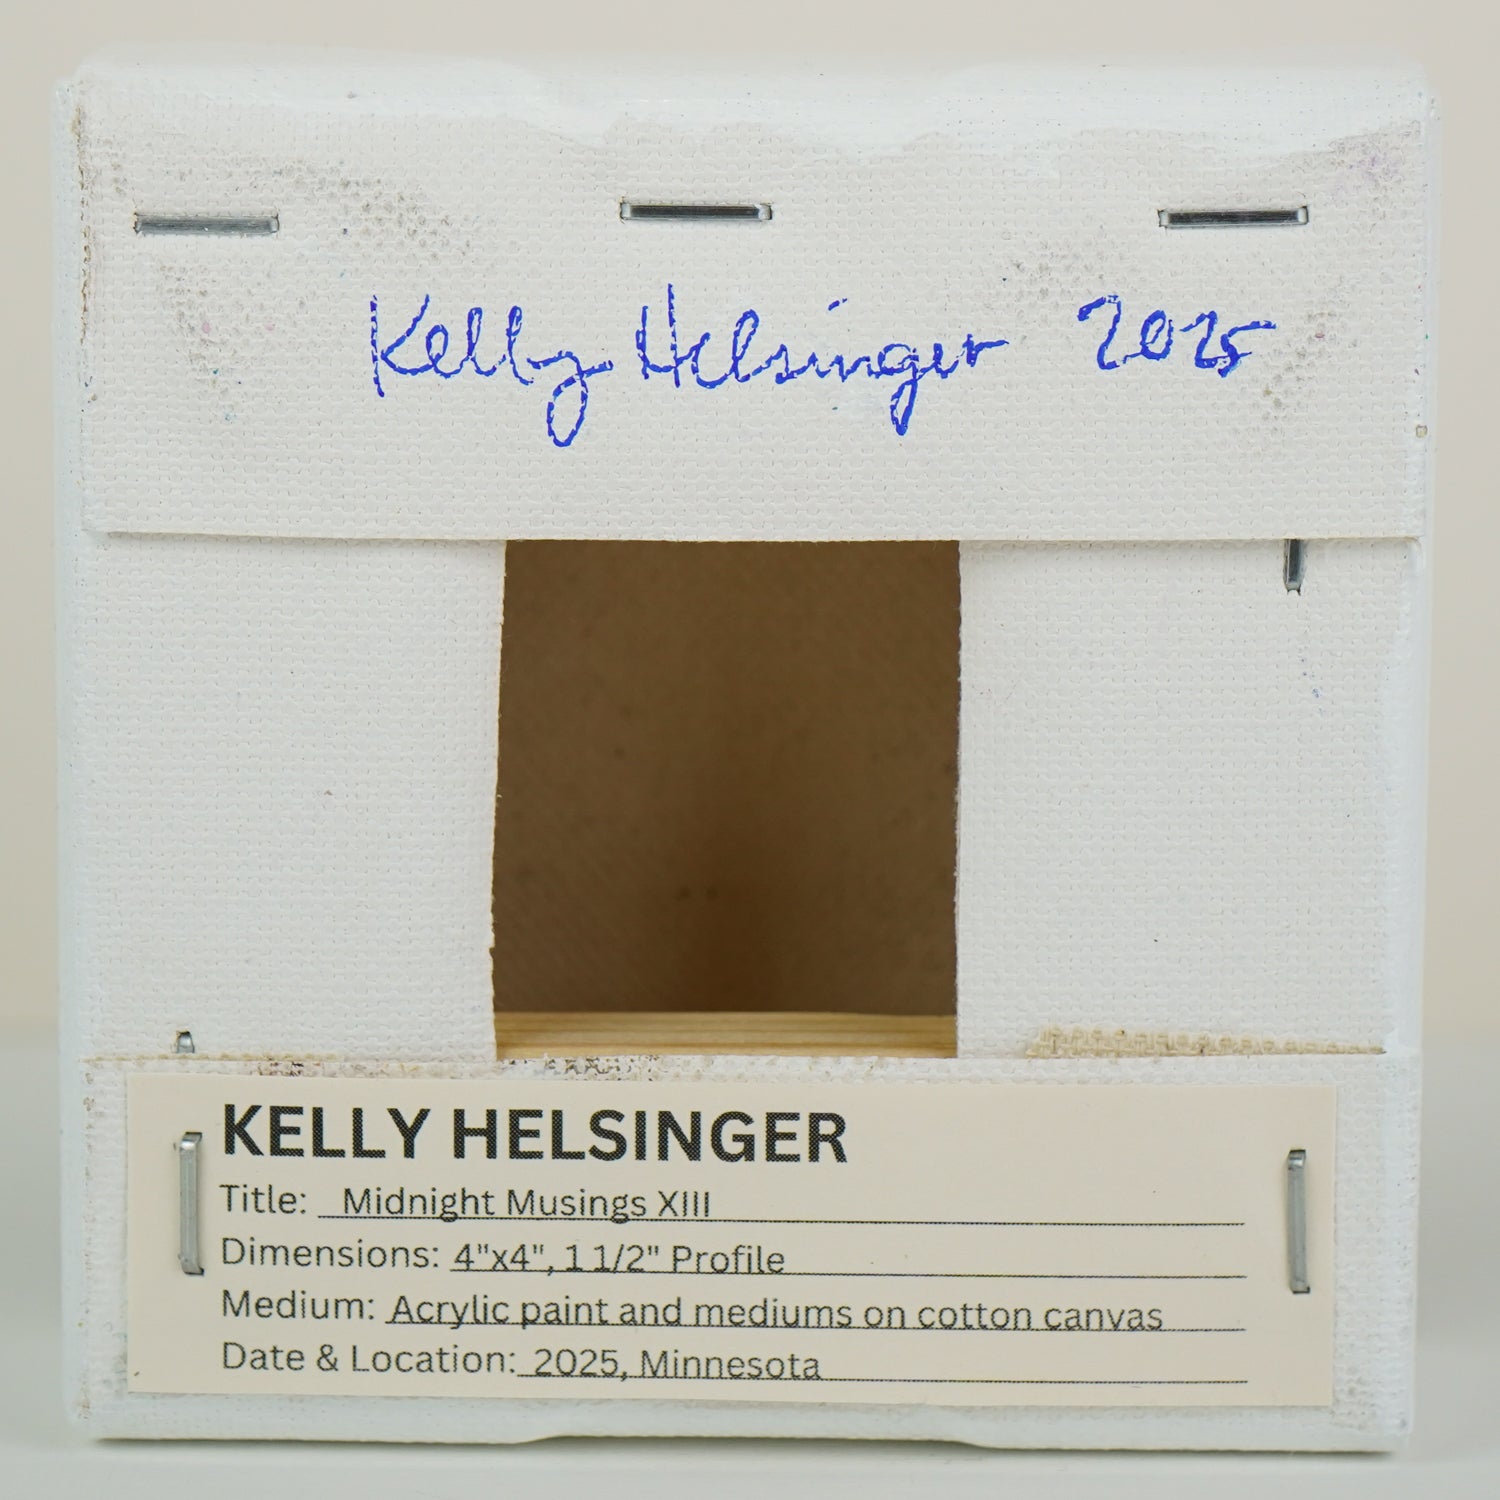 Kelly Helsinger 2025
KELLY HELSINGER
Title: Midnight Musings XIII
Dimensions: 4"x4", 1 1/2" Profile
Medium: Acrylic paint and mediums on cotton canvas
Date & Location: 2025, Minnesota